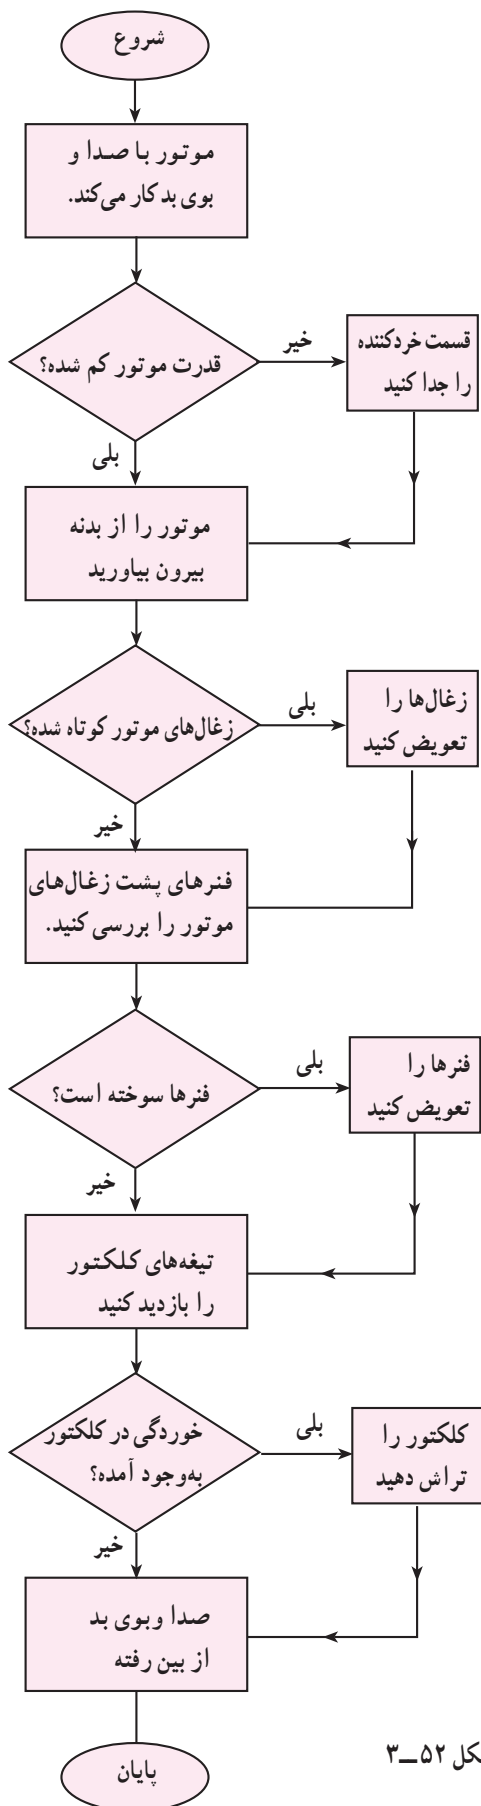 شروع
موتور با صدا و
بوی بد کار می‌کند.
قدرت موتور کم شده؟
خیر
قسمت خردکننده
را جدا کنید
بلی
موتور را از بدنه
بیرون بیاورید
زغال‌های موتور کوتاه شده؟
بلی
زغال‌ها را
تعویض کنید
خیر
فنرهای پشت زغال‌های
موتور را بررسی کنید.
فنرها سوخته است؟
بلی
فنرها را
تعویض کنید
خیر
تیغه‌های کلکتور
را بازدید کنید
خوردگی در کلکتور
به‌وجود آمده؟
بلی
کلکتور را
تراش دهید
خیر
صدا وبوی بد
از بین رفته
پایان
کل ۵۲ــ۳